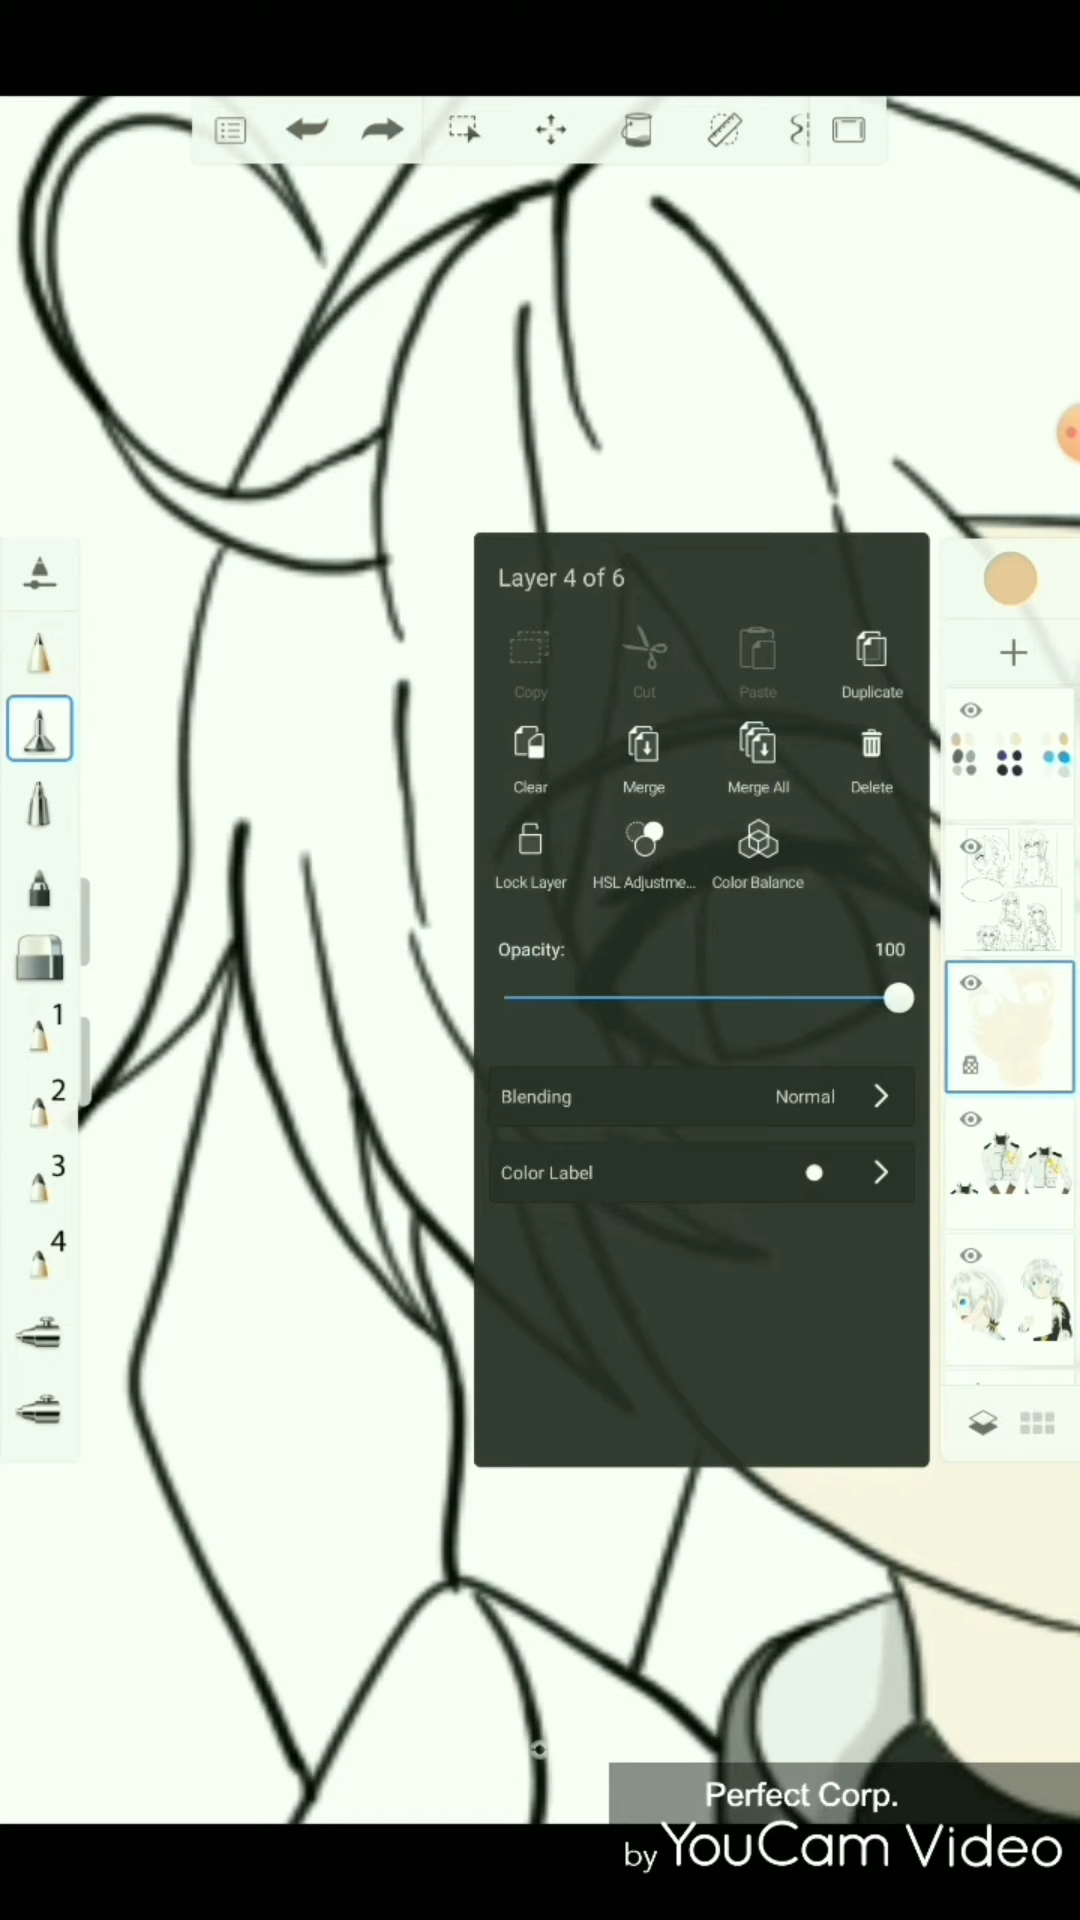 Layer 4 of 6
Copy
Cut
Paste
Duplicate
Clear
Merge
Merge All
Delete
Lock Layer
HSL Adjustme...
Color Balance
Opacity:
100
Blending
Normal
Color Label
1
2
3
4
Perfect Corp.
by YouCam Video